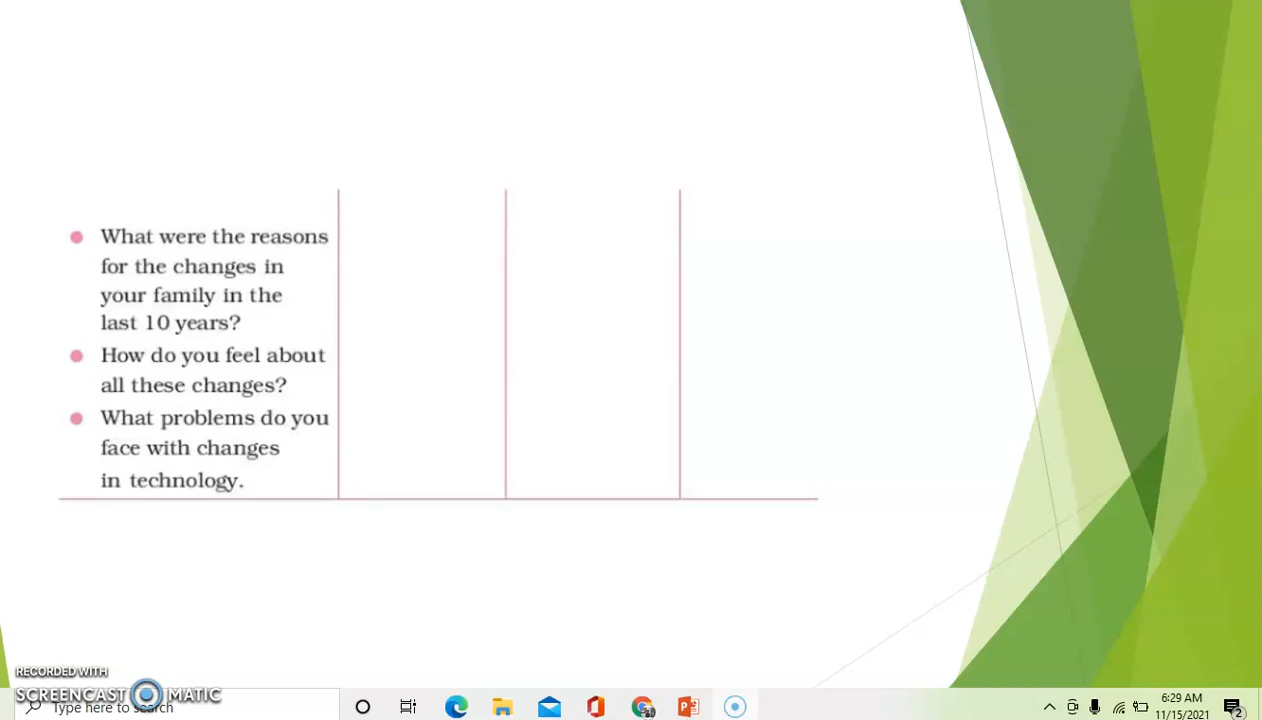 What were the reasons
for the changes in
your family in the
last 10 years?
How do you feel about
all these changes?
What problems do you
face with changes
in technology.
RECORDED WITH
SCREENCAST MATIC
Type here to search
6:29 AM
11/15/2021
2